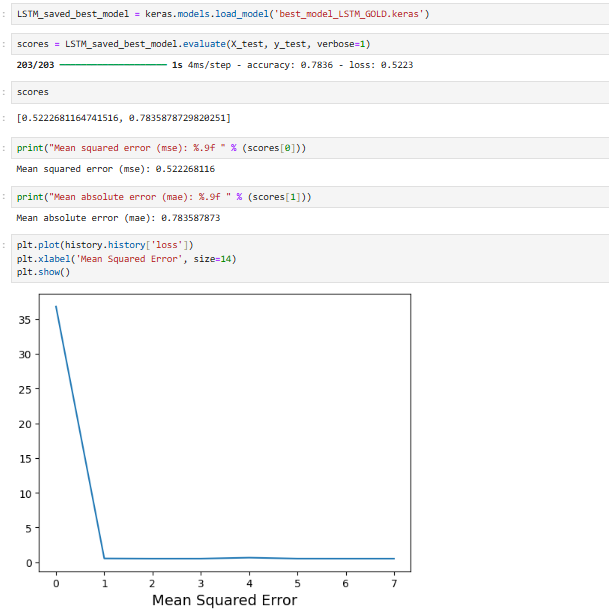 LSTM_saved_best_model = keras.models.load_model('best_model_LSTM_GOLD.keras')
scores = LSTM_saved_best_model.evaluate(X_test, y_test, verbose=1)
203/203 ━━━━━━━━━━━━━━━━━━━━ 1s 4ms/step - accuracy: 0.7836 - loss: 0.5223
scores
[0.5222681164741516, 0.7835878729820251]
print("Mean squared error (mse): %.9f " % (scores[0]))
Mean squared error (mse): 0.522268116
print("Mean absolute error (mae): %.9f " % (scores[1]))
Mean absolute error (mae): 0.783587873
plt.plot(history.history['loss'])
plt.xlabel('Mean Squared Error', size=14)
plt.show()
35
30
25
20
15
10
5
0
0 1 2 3 4 5 6 7
Mean Squared Error